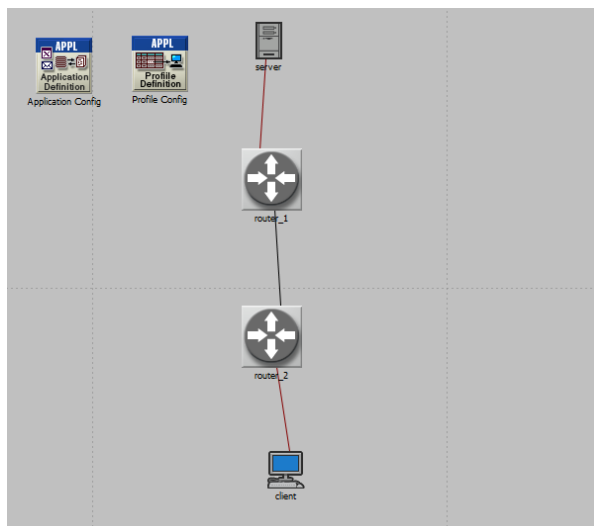 APPL
Application
Definition
Application Config
APPL
Profile
Definition
Profile Config
server
router_1
router_2
client